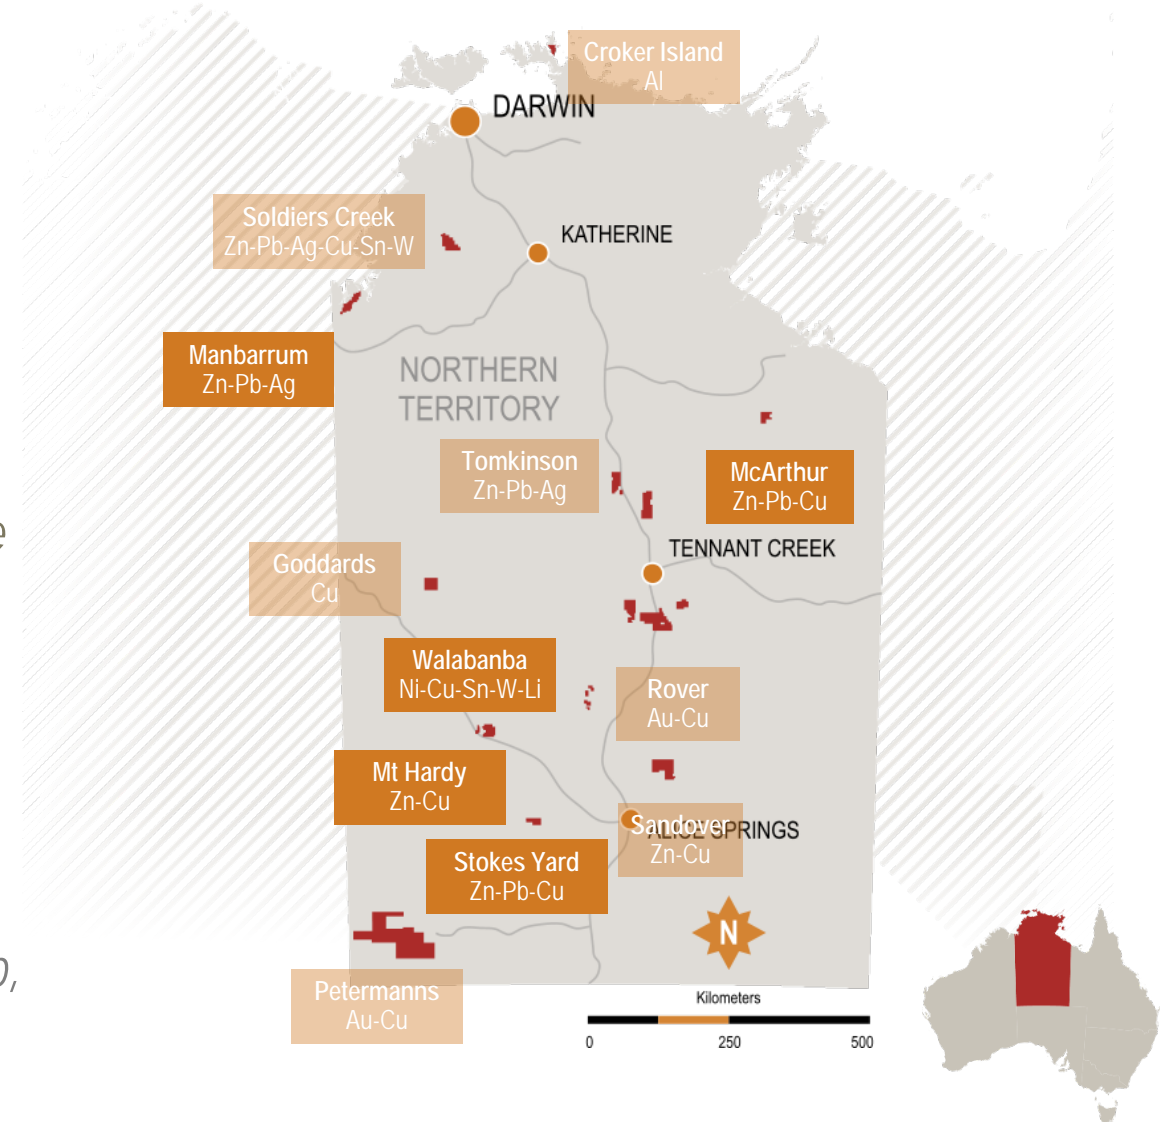 Croker Island
Al
DARWIN
Soldiers Creek
Zn-Pb-Ag-Cu-Sn-W
KATHERINE
Manbarrum
Zn-Pb-Ag
NORTHERN
TERRITORY
Tomkinson
Zn-Pb-Ag
McArthur
Zn-Pb-Cu
e
TENNANT CREEK
Goddards
Cu
Walabanba
Ni-Cu-Sn-W-Li
Rover
Au-Cu
Mt Hardy
Zn-Cu
Sandover
ALICE SPRINGS
Zn-Cu
Stokes Yard
Zn-Pb-Cu
N
,
Petermanns
Au-Cu
Kilometers
0 250 500